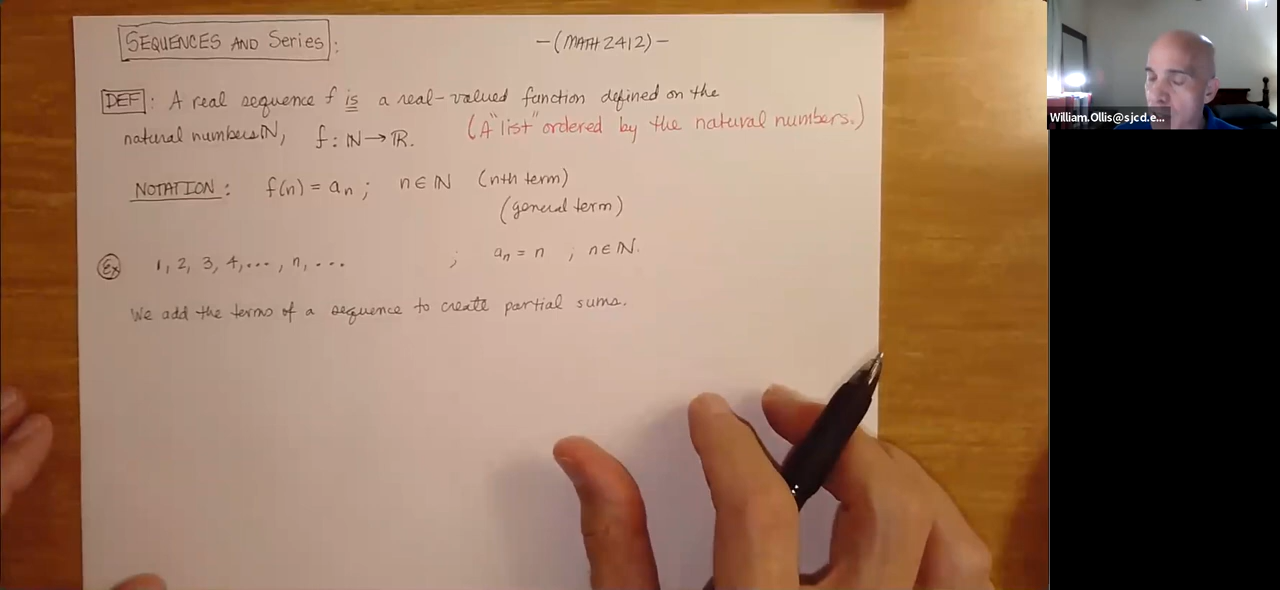 SEQUENCES AND Series :
-(MATH 2412)-
DEF : A real sequence f is a real-valued function defined on the
natural numbers ℕ, f : ℕ → ℝ. (A "list" ordered by the natural numbers.)
NOTATION : f(n) = aₙ ; n ∈ ℕ (nth term)
(general term)
Ex 1, 2, 3, 4, ... , n, ... ; aₙ = n ; n ∈ ℕ.
We add the terms of a sequence to create partial sums.
William.Ollis@sjcd.e...